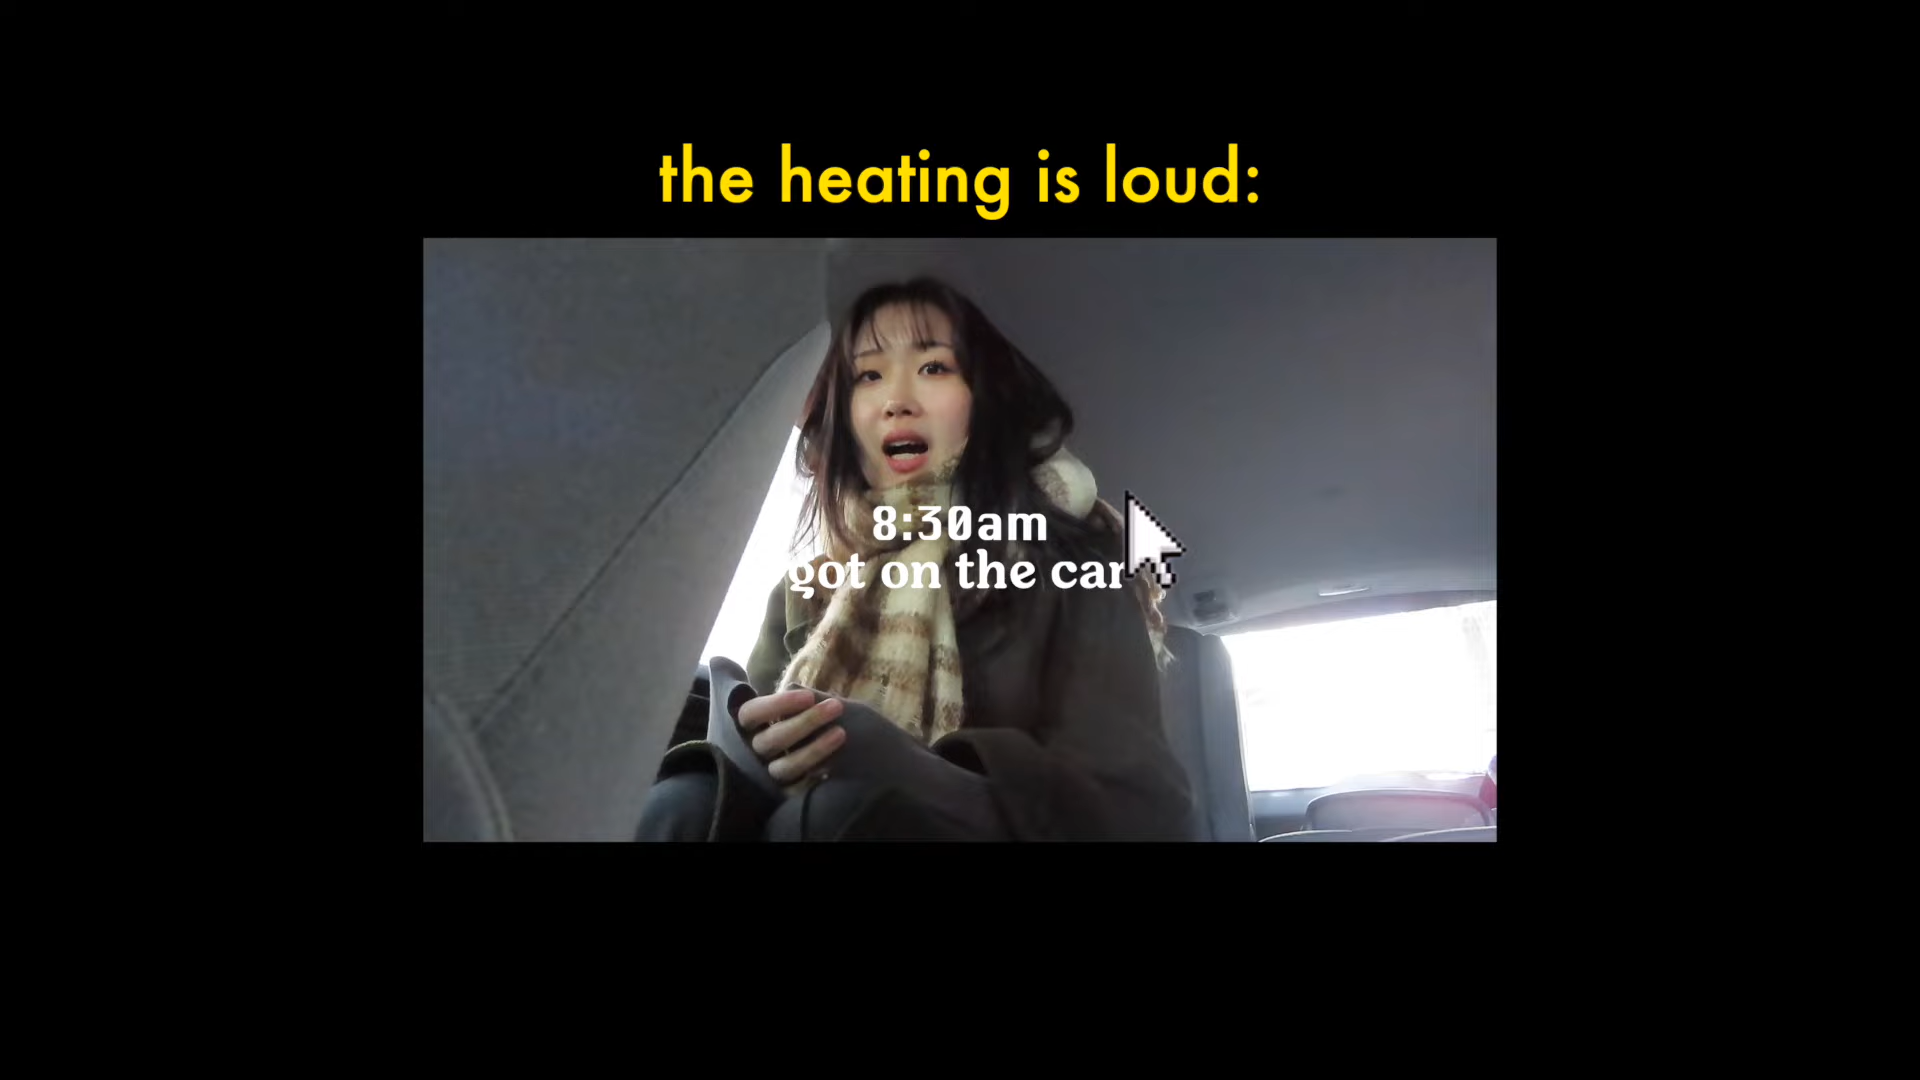 the heating is loud:
8:30am
got on the car